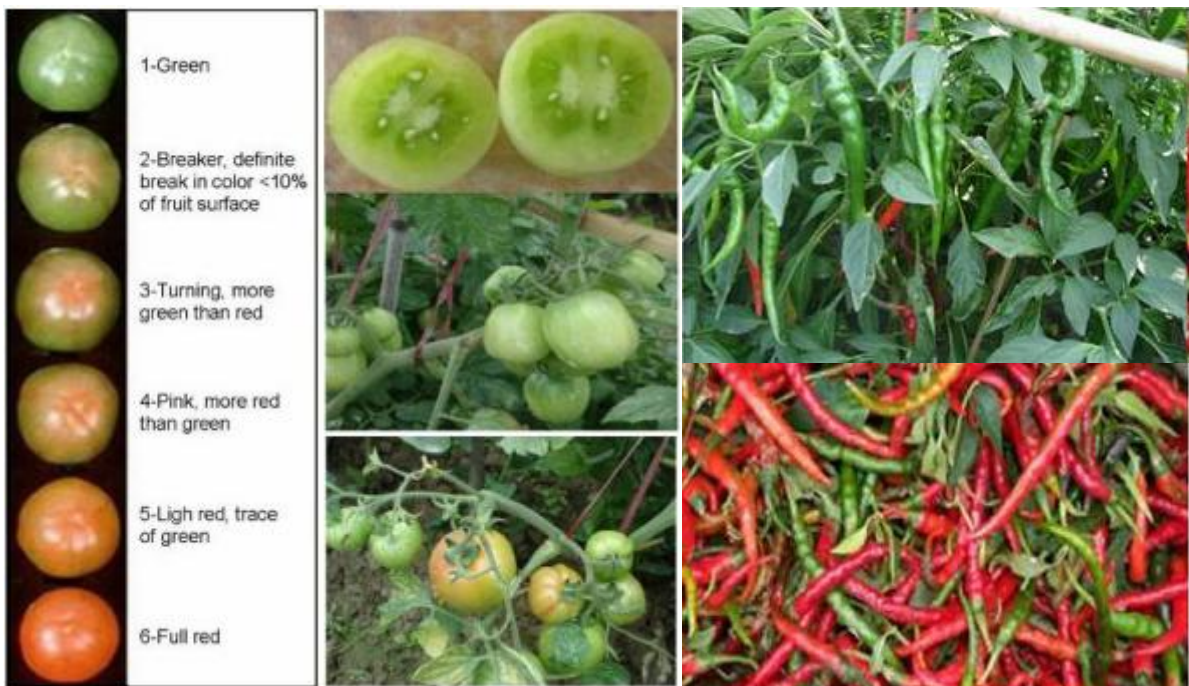 1-Green
2-Breaker, definite
break in color <10%
of fruit surface
3-Turning, more
green than red
4-Pink, more red
than green
5-Ligh red, trace
of green
6-Full red